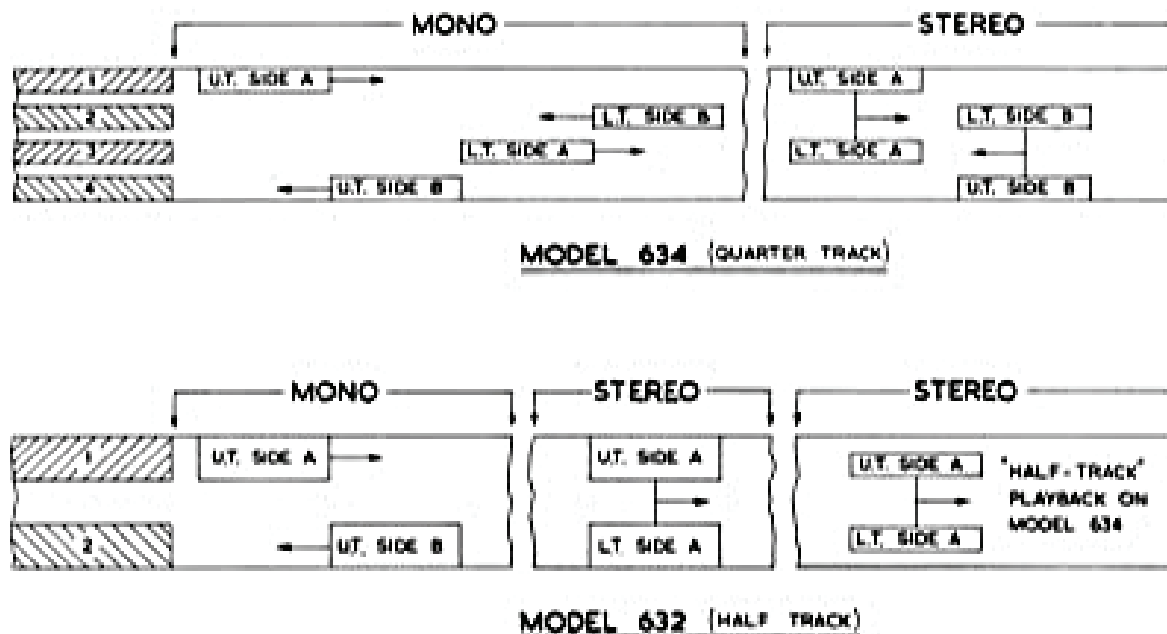 MONO STEREO
1 U.T. SIDE A U.T. SIDE A
2 L.T. SIDE B L.T. SIDE B
3 L.T. SIDE A L.T. SIDE A
4 U.T. SIDE B U.T. SIDE B
MODEL 634 (QUARTER TRACK)
MONO STEREO STEREO
1 U.T. SIDE A U.T. SIDE A U.T. SIDE A "HALF-TRACK"
PLAYBACK ON
MODEL 634
2 U.T. SIDE B L.T. SIDE A L.T. SIDE A
MODEL 632 (HALF TRACK)